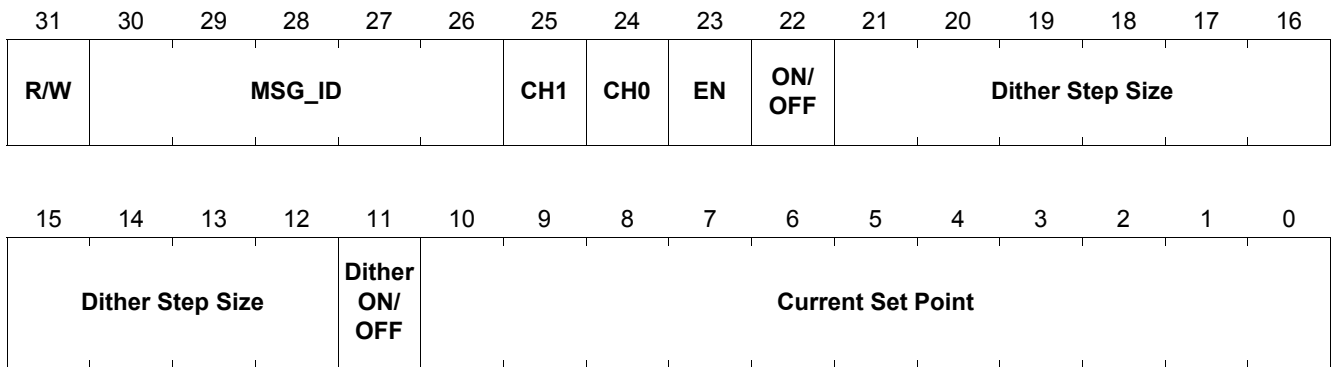 31 30 29 28 27 26 25 24 23 22 21 20 19 18 17 16
R/W MSG_ID CH1 CH0 EN ON/
OFF Dither Step Size
15 14 13 12 11 10 9 8 7 6 5 4 3 2 1 0
Dither Step Size Dither
ON/
OFF Current Set Point